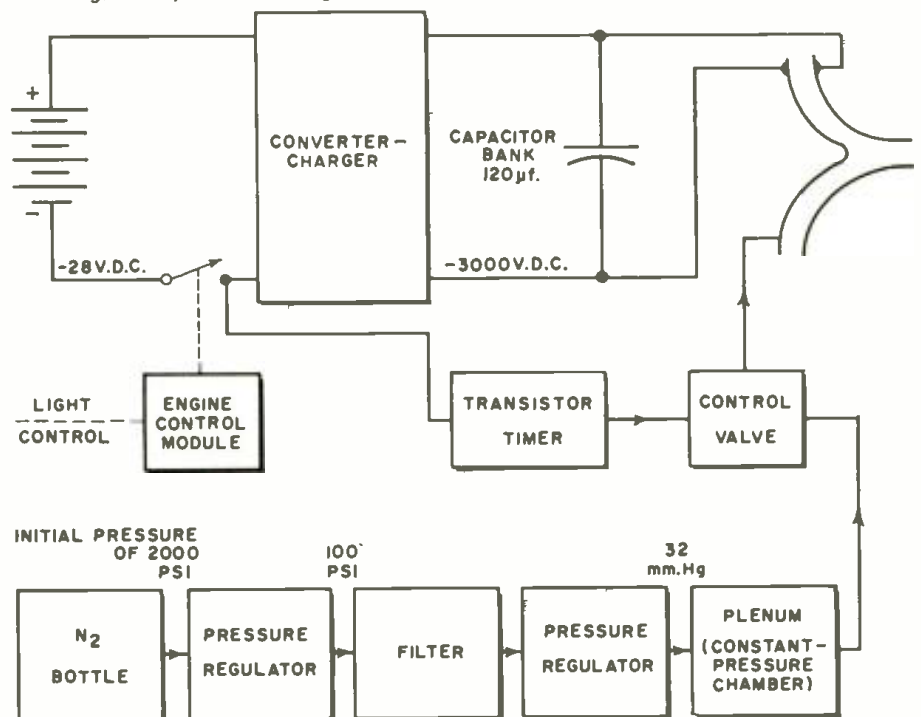 +
CONVERTER-
CHARGER
CAPACITOR
BANK
120µf.
-
-28V.D.C.
-3000V.D.C.
LIGHT
CONTROL
ENGINE
CONTROL
MODULE
TRANSISTOR
TIMER
CONTROL
VALVE
INITIAL PRESSURE
OF 2000
PSI
100
PSI
32
mm.Hg
N2
BOTTLE
PRESSURE
REGULATOR
FILTER
PRESSURE
REGULATOR
PLENUM
(CONSTANT-
PRESSURE
CHAMBER)